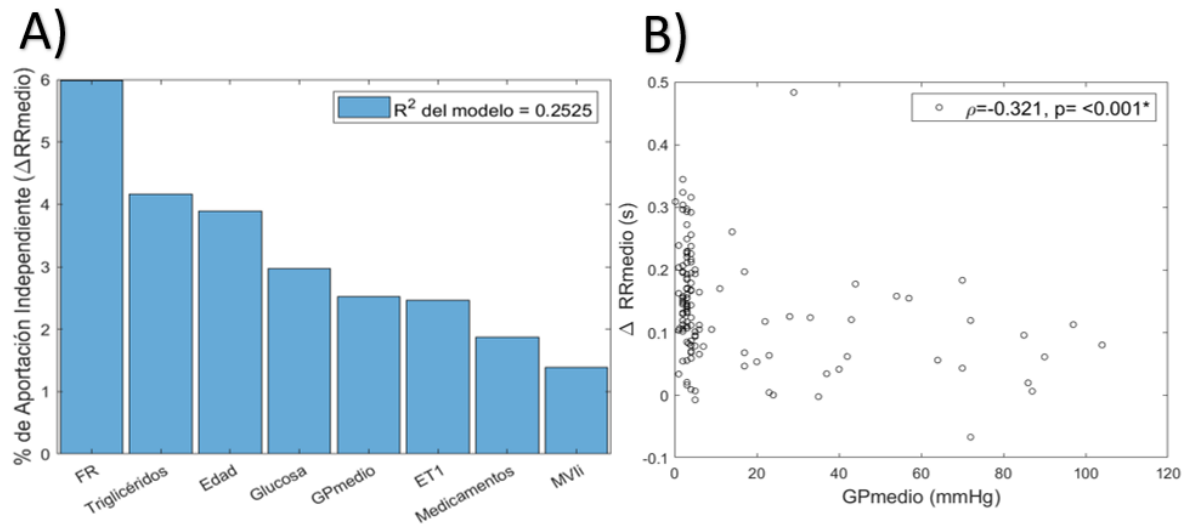 A)
% de Aportación Independiente (ΔRRmedio)
6
5
4
3
2
1
0
R² del modelo = 0.2525
FR
Triglicéridos
Edad
Glucosa
GPmedio
ET1
Medicamentos
MVIi
B)
Δ RRmedio (s)
0.5
0.4
0.3
0.2
0.1
0
-0.1
ρ=-0.321, p= <0.001*
0
20
40
60
80
100
120
GPmedio (mmHg)